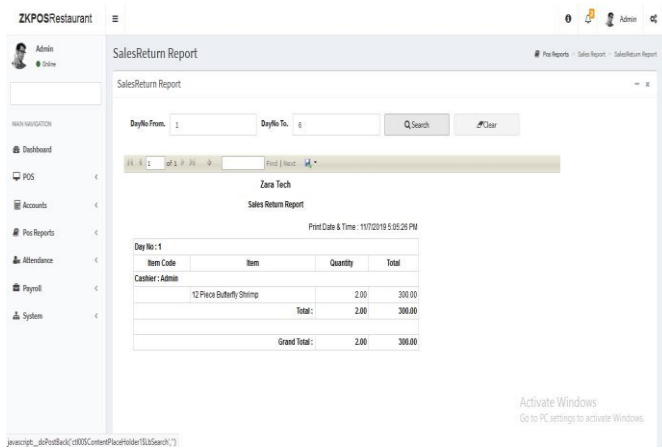 ZKPOSRestaurant
Admin
Admin
Online
SalesReturn Report
Pos Reports > Sales Report > SalesReturn Report
SalesReturn Report
MAIN NAVIGATION
Dashboard
POS
Accounts
Pos Reports
Attendance
Payroll
System
DayNo From. 1 DayNo To. 6 Search Clear
1 of 1 Find | Next
Zara Tech
Sales Return Report
Print Date & Time : 11/7/2019 5:05:26 PM
Day No : 1
Item Code Item Quantity Total
Cashier : Admin
12 Piece Butterfly Shrimp 2.00 300.00
Total : 2.00 300.00
Grand Total : 2.00 300.00
Activate Windows
Go to PC settings to activate Windows.
javascript:__doPostBack('ctl00$ContentPlaceHolder1$LbSearch','')